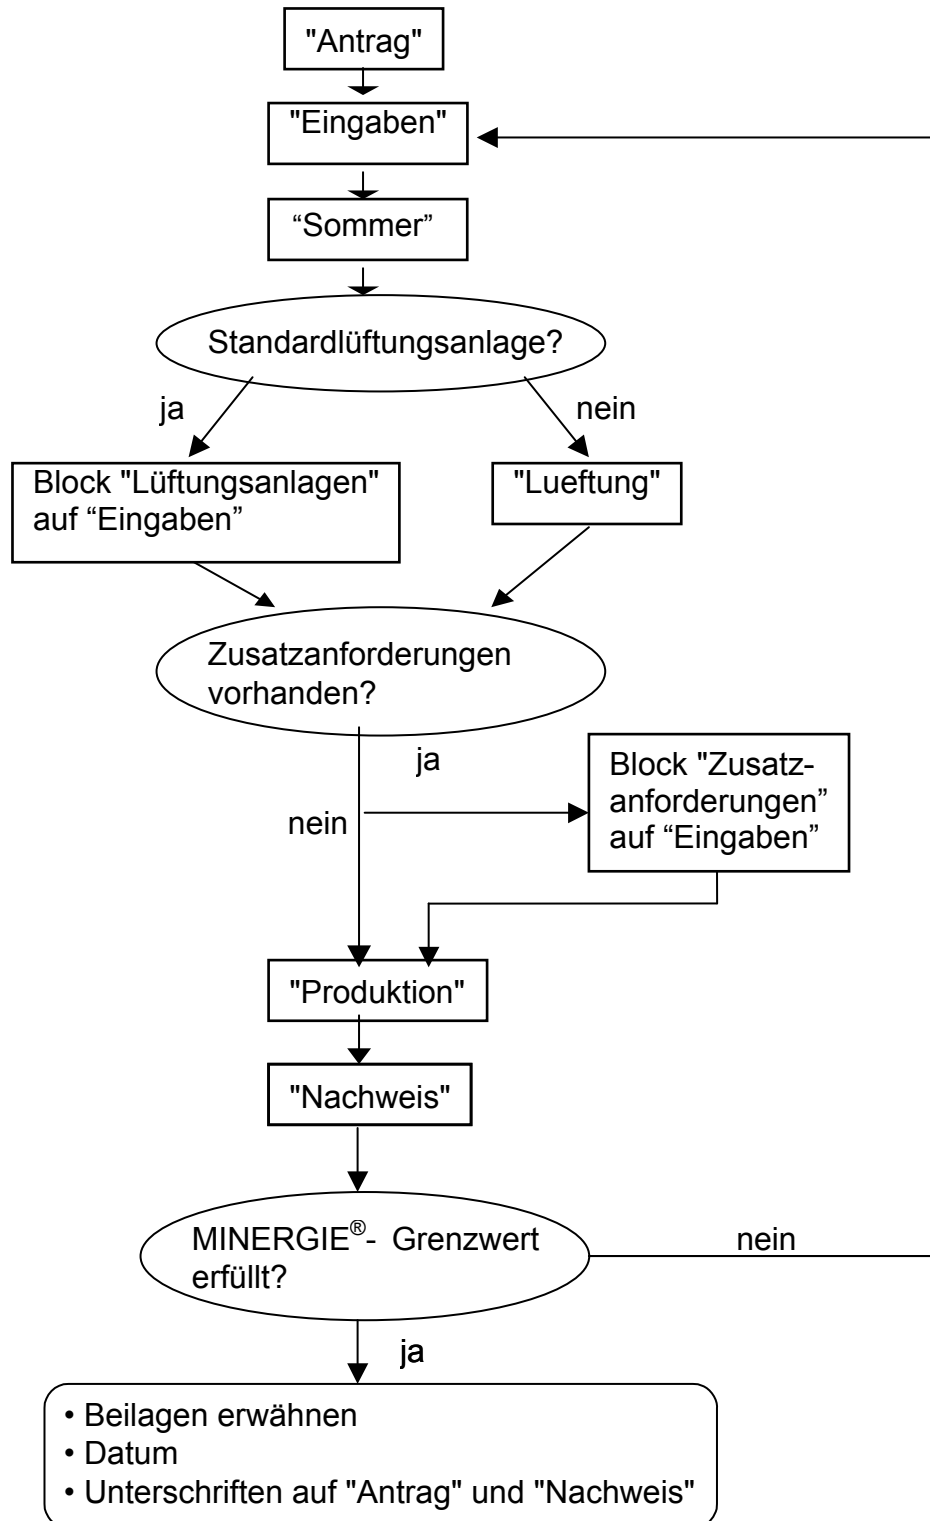 "Antrag"
"Eingaben"
“Sommer”
Standardlüftungsanlage?
ja
nein
Block "Lüftungsanlagen"
auf “Eingaben”
"Lueftung"
Zusatzanforderungen
vorhanden?
ja
nein
Block "Zusatz-
anforderungen”
auf “Eingaben”
"Produktion"
"Nachweis"
MINERGIE®- Grenzwert
erfüllt?
nein
ja
• Beilagen erwähnen
• Datum
• Unterschriften auf "Antrag" und "Nachweis"